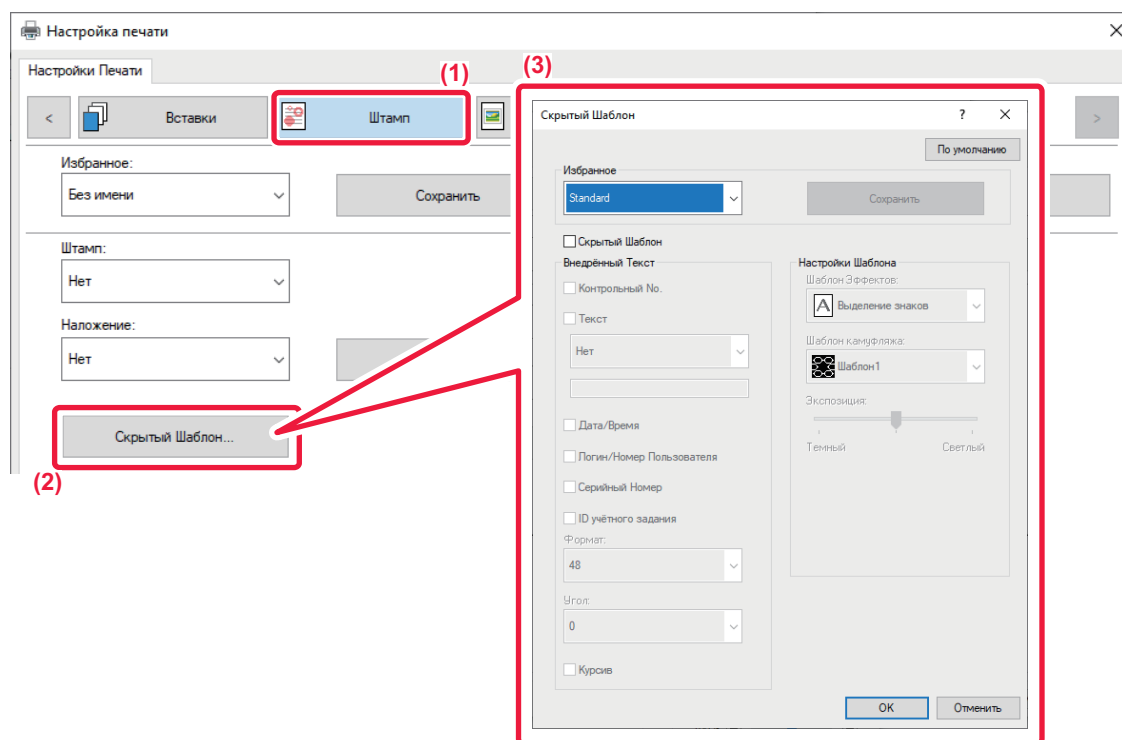 Настройка печати
Настройки Печати
(1)
<
Вставки
Штамп
>
Избранное:
Без имени
Сохранить
Штамп:
Нет
Наложение:
Нет
Скрытый Шаблон...
(2)
(3)
Скрытый Шаблон
?
По умолчанию
Избранное
Standard
Сохранить
Скрытый Шаблон
Внедрённый Текст
Контрольный No.
Текст
Нет
Дата/Время
Логин/Номер Пользователя
Серийный Номер
ID учётного задания
Формат:
48
Угол:
0
Курсив
Настройки Шаблона
Шаблон Эффектов:
A Выделение знаков
Шаблон камуфляжа:
Шаблон1
Экспозиция:
Темный Светлый
OK Отменить